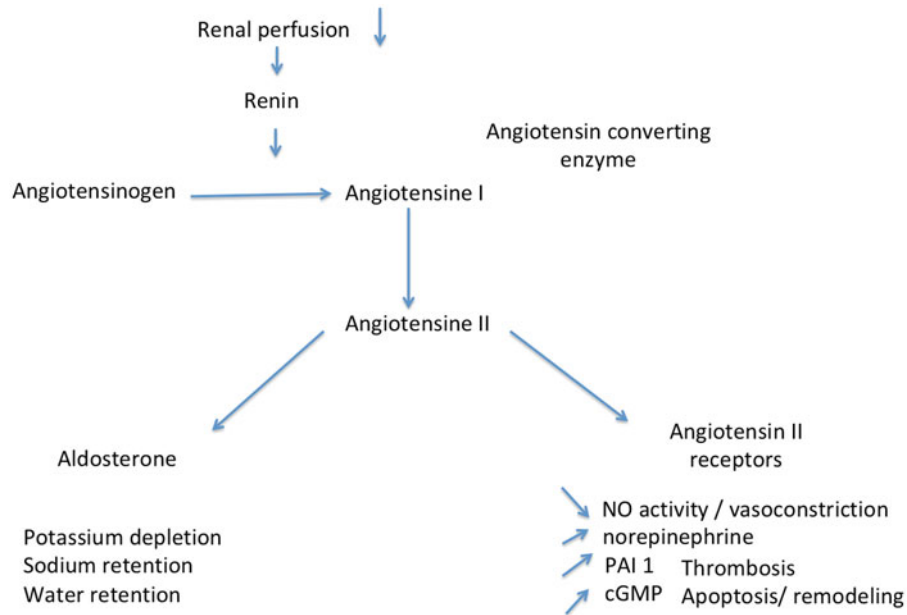 Renal perfusion
Renin
Angiotensin converting
enzyme
Angiotensinogen
Angiotensine I
Angiotensine II
Aldosterone
Angiotensin II
receptors
Potassium depletion
Sodium retention
Water retention
NO activity / vasoconstriction
norepinephrine
PAI 1 Thrombosis
cGMP Apoptosis/ remodeling